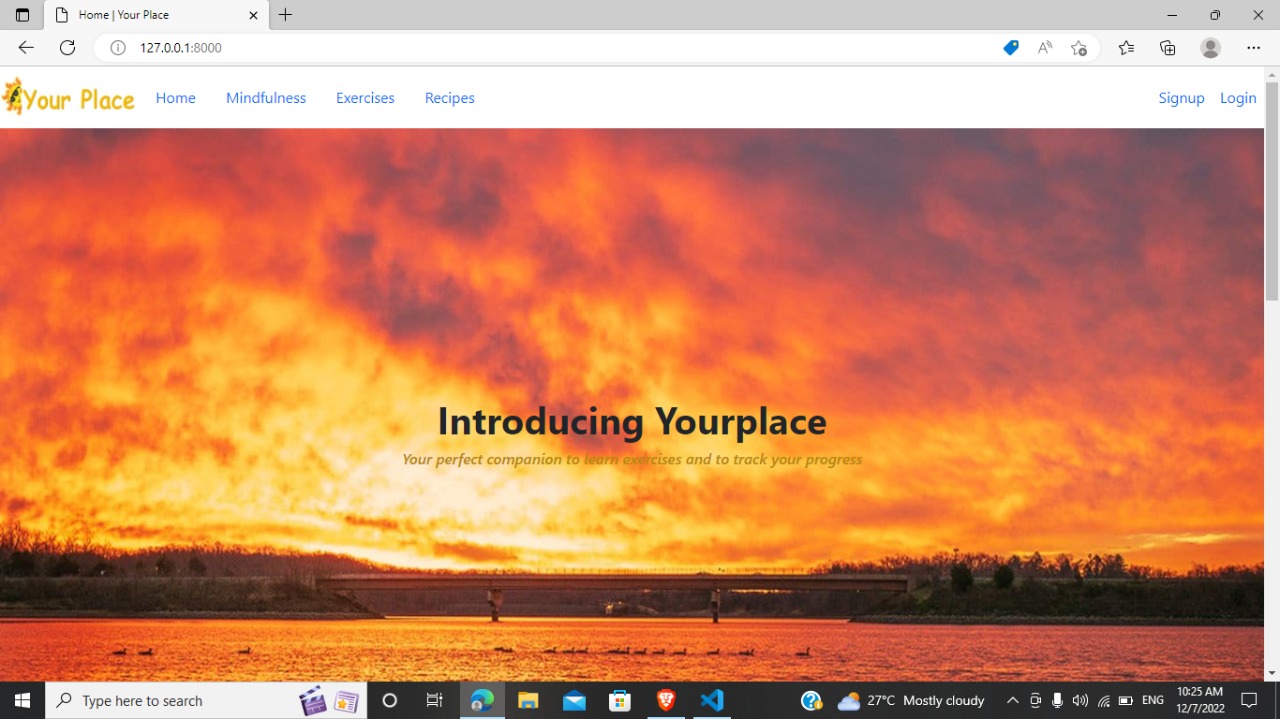 Home | Your Place
127.0.0.1:8000
Your Place
Home
Mindfulness
Exercises
Recipes
Signup
Login
Introducing Yourplace
Your perfect companion to learn exercises and to track your progress
Type here to search
27°C Mostly cloudy
ENG
10:25 AM
12/7/2022